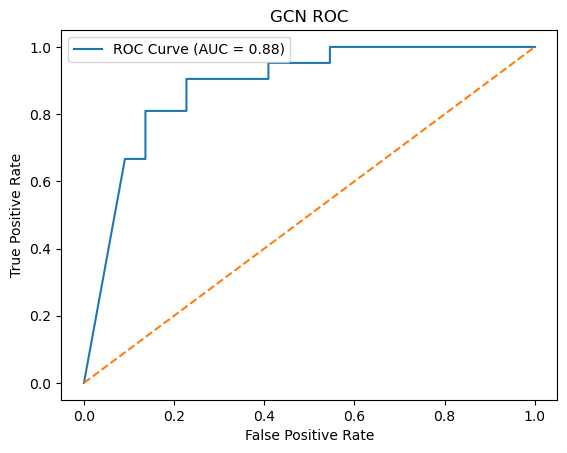 GCN ROC
ROC Curve (AUC = 0.88)
True Positive Rate
1.0
0.8
0.6
0.4
0.2
0.0
0.0 0.2 0.4 0.6 0.8 1.0
False Positive Rate